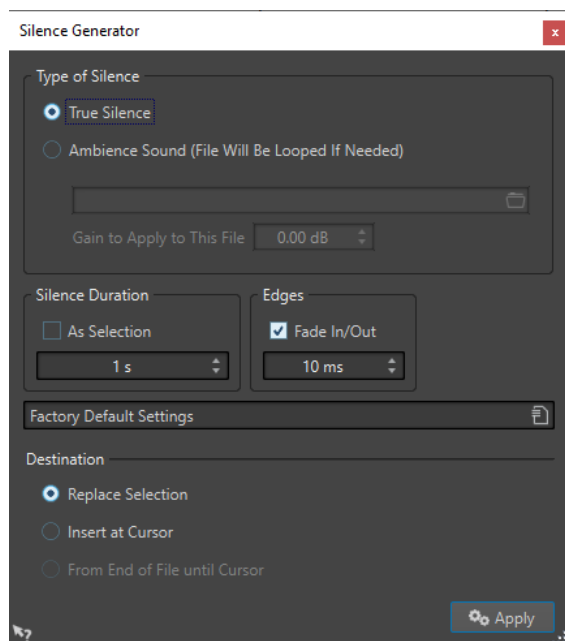 Silence Generator
x
Type of Silence
True Silence
Ambience Sound (File Will Be Looped If Needed)
Gain to Apply to This File 0.00 dB
Silence Duration Edges
As Selection Fade In/Out
1 s 10 ms
Factory Default Settings
Destination
Replace Selection
Insert at Cursor
From End of File until Cursor
Apply
?